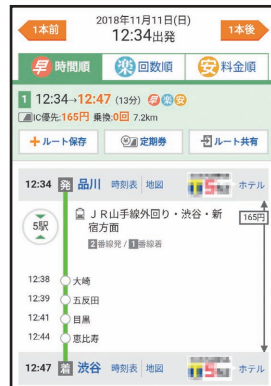 1本前
2018年11月11日(日)
12:34出発
1本後
早 時間順
楽 回数順
安 料金順
1 12:34→12:47 (13分) 早 楽 安
IC優先:165円 乗換:0回 7.2km
+ルート保存
定期券
ルート共有
12:34 発 品川 時刻表 地図 ホテル
5駅
JR山手線外回り・渋谷・新
宿方面
165円
2番線発 / 1番線着
12:38 大崎
12:39 五反田
12:41 目黒
12:44 恵比寿
12:47 着 渋谷 時刻表 地図 ホテル